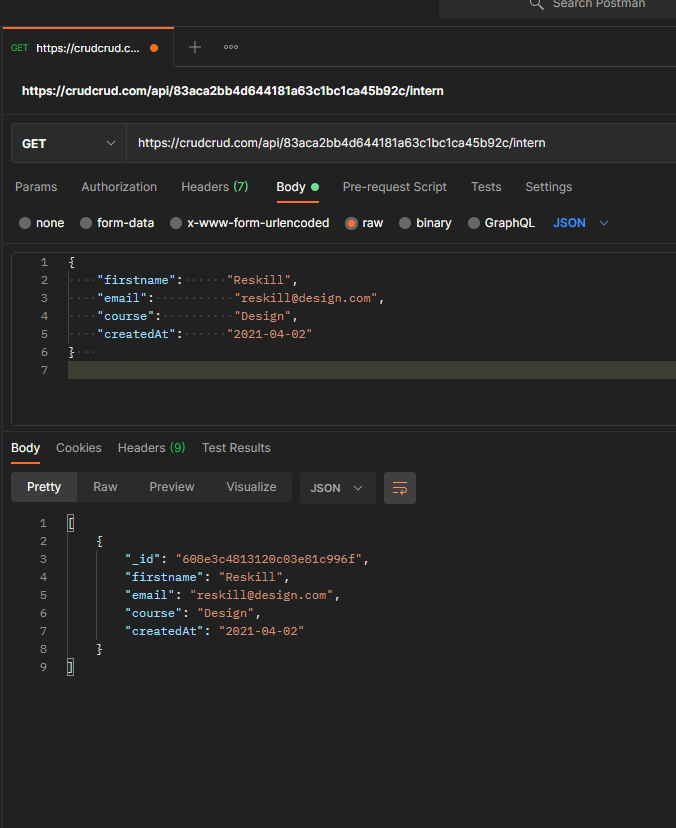 Search Postman
GET https://crudcrud.c...
https://crudcrud.com/api/83aca2bb4d644181a63c1bc1ca45b92c/intern
GET https://crudcrud.com/api/83aca2bb4d644181a63c1bc1ca45b92c/intern
Params Authorization Headers (7) Body Pre-request Script Tests Settings
none form-data x-www-form-urlencoded raw binary GraphQL JSON
1 {
2 "firstname": "Reskill",
3 "email": "reskill@design.com",
4 "course": "Design",
5 "createdAt": "2021-04-02"
6 }
7
Body Cookies Headers (9) Test Results
Pretty Raw Preview Visualize JSON
1 [
2 {
3 "_id": "608e3c4813120c03e81c996f",
4 "firstname": "Reskill",
5 "email": "reskill@design.com",
6 "course": "Design",
7 "createdAt": "2021-04-02"
8 }
9 ]